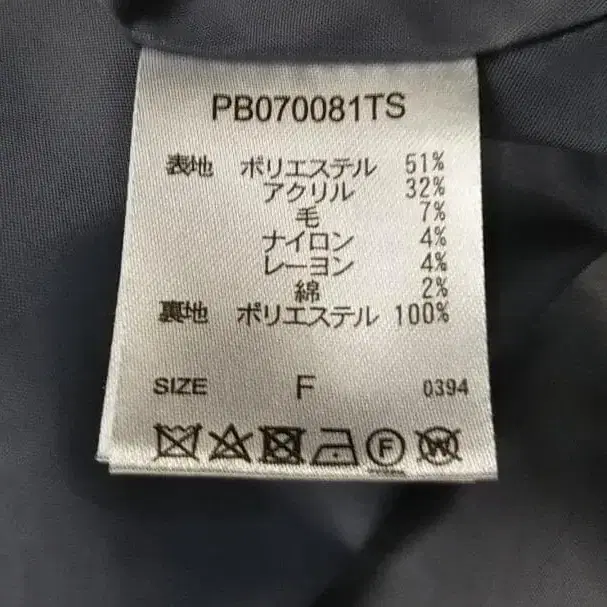 PB070081TS
表地 ポリエステル 51%
アクリル 32%
毛 7%
ナイロン 4%
レーヨン 4%
綿 2%
裏地 ポリエステル 100%
SIZE F 0394
F W